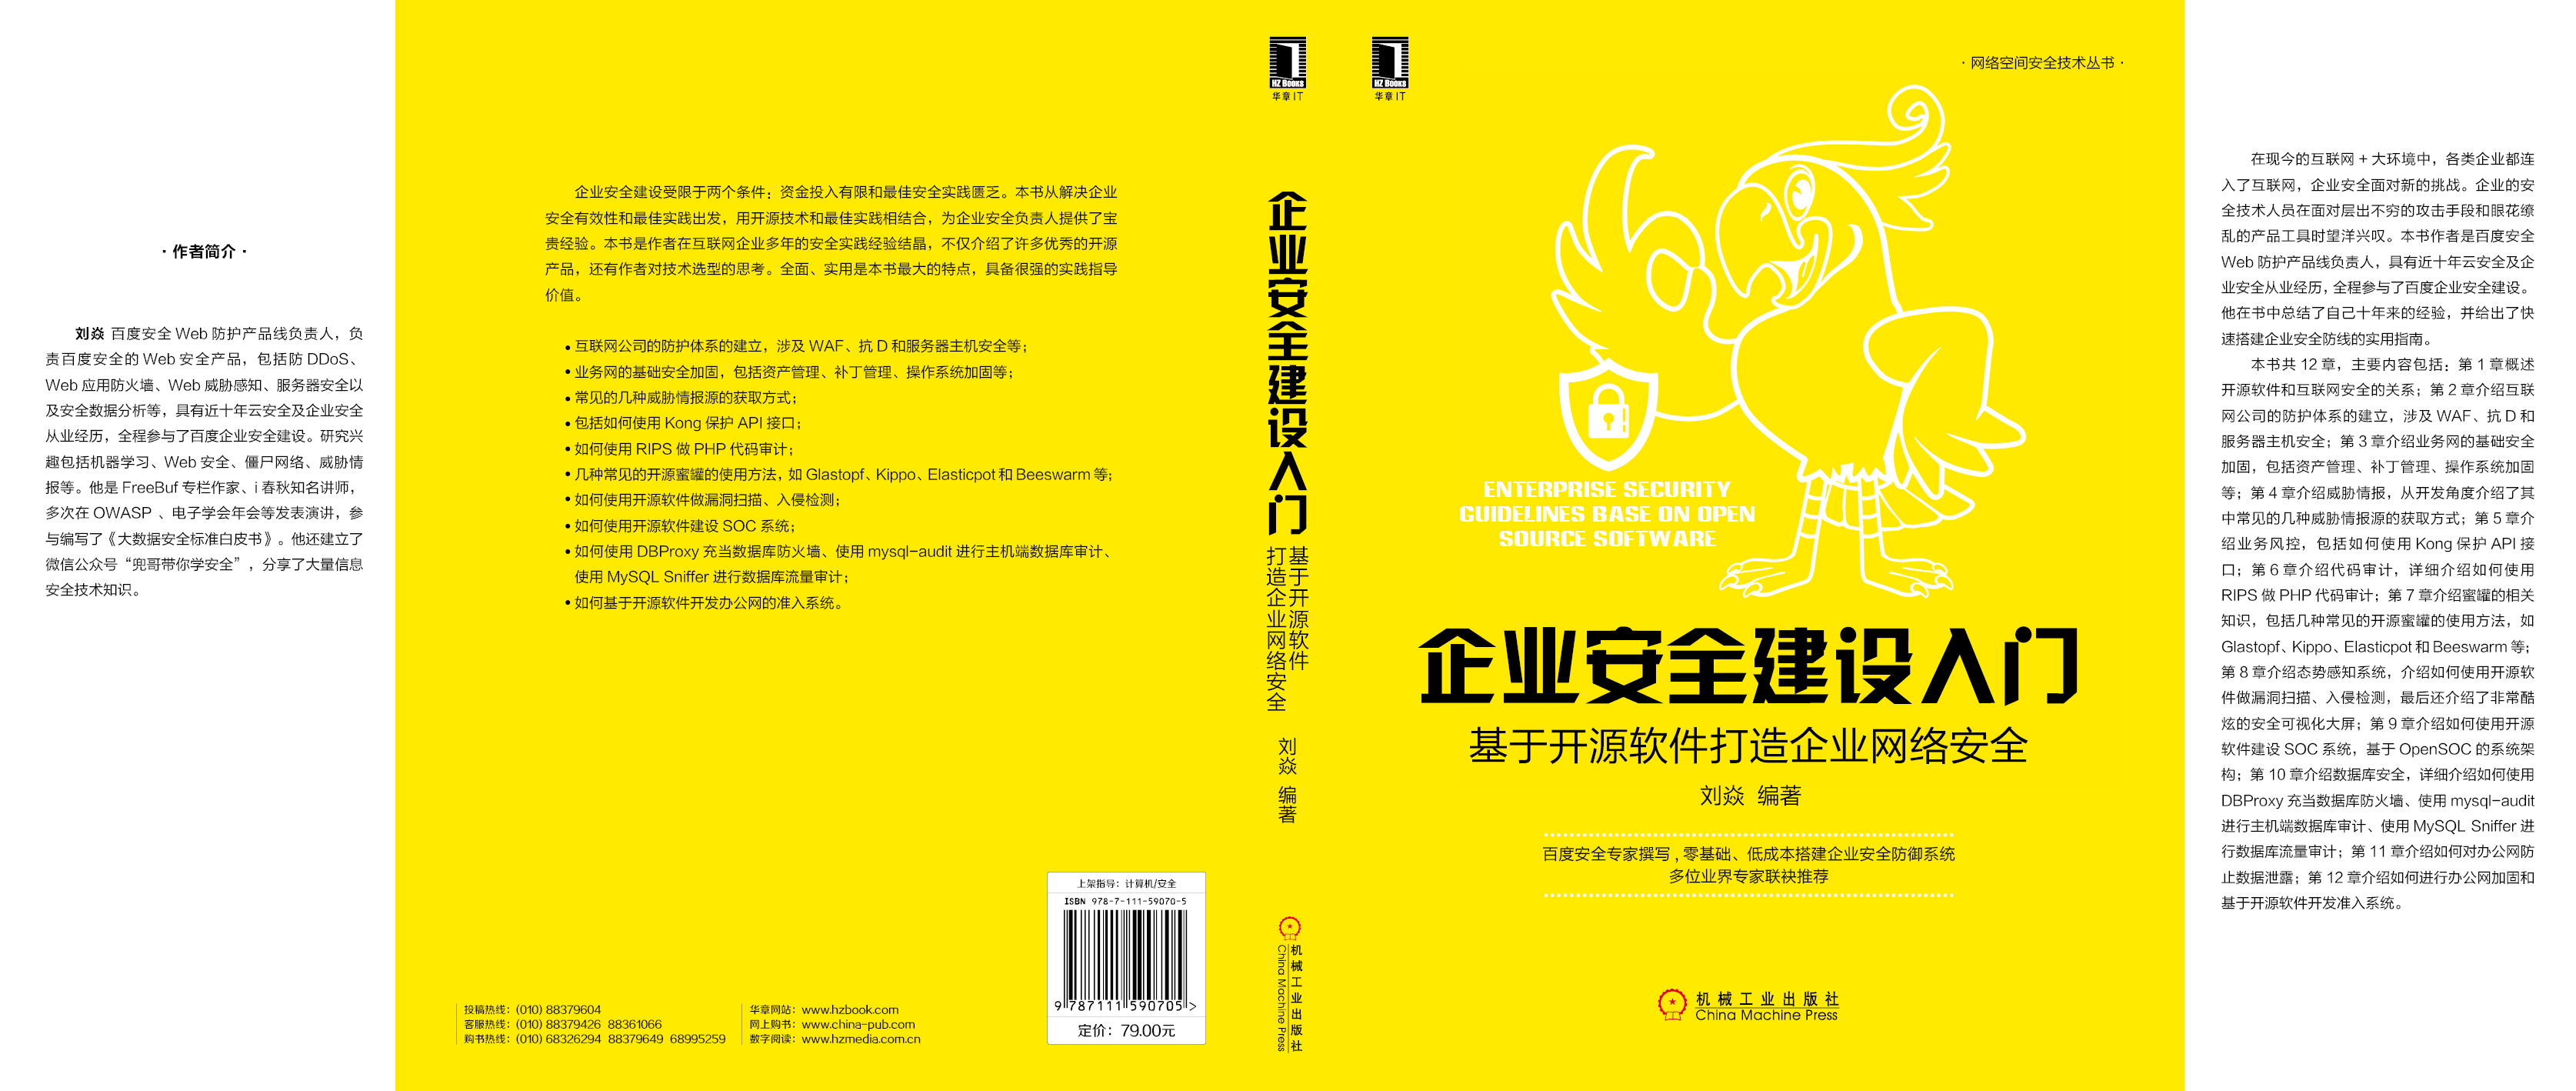 · 作者简介 ·
刘焱 百度安全 Web 防护产品线负责人，负
责百度安全的 Web 安全产品，包括防 DDoS、
Web 应用防火墙、Web 威胁感知、服务器安全以
及安全数据分析等，具有近十年云安全及企业安全
从业经历，全程参与了百度企业安全建设。研究兴
趣包括机器学习、Web 安全、僵尸网络、威胁情
报等。他是 FreeBuf 专栏作家、i 春秋知名讲师，
多次在 OWASP 、电子学会年会等发表演讲，参
与编写了《大数据安全标准白皮书》。他还建立了
微信公众号“兜哥带你学安全”，分享了大量信息
安全技术知识。
企业安全建设受限于两个条件：资金投入有限和最佳安全实践匮乏。本书从解决企业
安全有效性和最佳实践出发，用开源技术和最佳实践相结合，为企业安全负责人提供了宝
贵经验。本书是作者在互联网企业多年的安全实践经验结晶，不仅介绍了许多优秀的开源
产品，还有作者对技术选型的思考。全面、实用是本书最大的特点，具备很强的实践指导
价值。
• 互联网公司的防护体系的建立，涉及 WAF、抗 D 和服务器主机安全等；
• 业务网的基础安全加固，包括资产管理、补丁管理、操作系统加固等；
• 常见的几种威胁情报源的获取方式；
• 包括如何使用 Kong 保护 API 接口；
• 如何使用 RIPS 做 PHP 代码审计；
• 几种常见的开源蜜罐的使用方法，如 Glastopf、Kippo、Elasticpot 和 Beeswarm 等；
• 如何使用开源软件做漏洞扫描、入侵检测；
• 如何使用开源软件建设 SOC 系统；
• 如何使用 DBProxy 充当数据库防火墙、使用 mysql-audit 进行主机端数据库审计、
使用 MySQL Sniffer 进行数据库流量审计；
• 如何基于开源软件开发办公网的准入系统。
投稿热线：(010) 88379604
客服热线：(010) 88379426 88361066
购书热线：(010) 68326294 88379649 68995259
华章网站：www.hzbook.com
网上购书：www.china-pub.com
数字阅读：www.hzmedia.com.cn
上架指导：计算机/安全
ISBN 978-7-111-59070-5
9 787111 590705 >
定价：79.00元
HZ Books
华章IT
企业安全建设入门
基于开源软件
打造企业网络安全
刘焱 编著
机械工业出版社
China Machine Press
HZ Books
华章IT
· 网络空间安全技术丛书 ·
ENTERPRISE SECURITY
GUIDELINES BASE ON OPEN
SOURCE SOFTWARE
企业安全建设入门
基于开源软件打造企业网络安全
刘焱 编著
百度安全专家撰写，零基础、低成本搭建企业安全防御系统
多位业界专家联袂推荐
机械工业出版社
China Machine Press
在现今的互联网 + 大环境中，各类企业都连
入了互联网，企业安全面对新的挑战。企业的安
全技术人员在面对层出不穷的攻击手段和眼花缭
乱的产品工具时望洋兴叹。本书作者是百度安全
Web 防护产品线负责人，具有近十年云安全及企
业安全从业经历，全程参与了百度企业安全建设。
他在书中总结了自己十年来的经验，并给出了快
速搭建企业安全防线的实用指南。
本书共 12 章，主要内容包括：第 1 章概述
开源软件和互联网安全的关系；第 2 章介绍互联
网公司的防护体系的建立，涉及 WAF、抗 D 和
服务器主机安全；第 3 章介绍业务网的基础安全
加固，包括资产管理、补丁管理、操作系统加固
等；第 4 章介绍威胁情报，从开发角度介绍了其
中常见的几种威胁情报源的获取方式；第 5 章介
绍业务风控，包括如何使用 Kong 保护 API 接
口；第 6 章介绍代码审计，详细介绍如何使用
RIPS 做 PHP 代码审计；第 7 章介绍蜜罐的相关
知识，包括几种常见的开源蜜罐的使用方法，如
Glastopf、Kippo、Elasticpot 和 Beeswarm 等；
第 8 章介绍态势感知系统，介绍如何使用开源软
件做漏洞扫描、入侵检测，最后还介绍了非常酷
炫的安全可视化大屏；第 9 章介绍如何使用开源
软件建设 SOC 系统，基于 OpenSOC 的系统架
构；第 10 章介绍数据库安全，详细介绍如何使用
DBProxy 充当数据库防火墙、使用 mysql-audit
进行主机端数据库审计、使用 MySQL Sniffer 进
行数据库流量审计；第 11 章介绍如何对办公网防
止数据泄露；第 12 章介绍如何进行办公网加固和
基于开源软件开发准入系统。